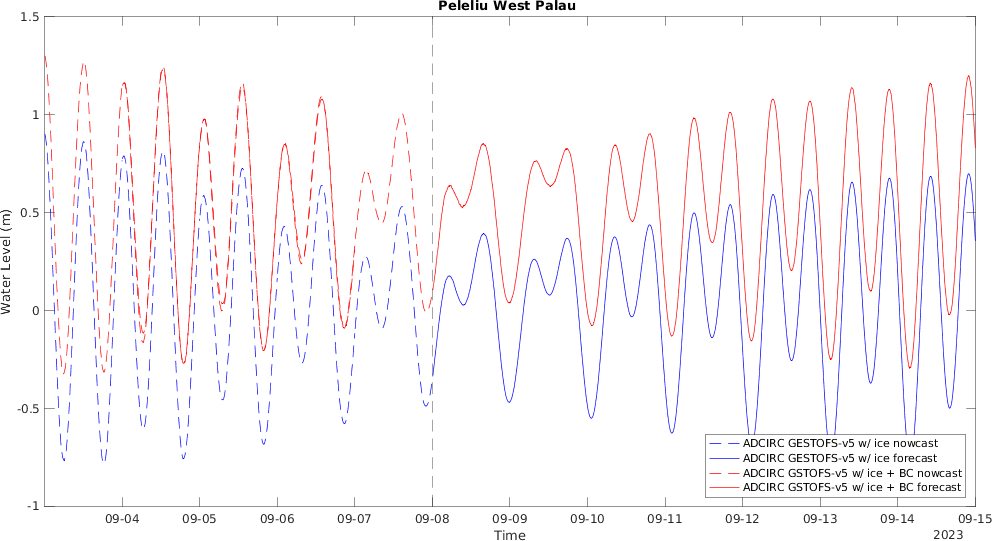 Peleliu West Palau
1.5
1
0.5
0
-0.5
-1
Water Level (m)
ADCIRC GESTOFS-v5 w/ ice nowcast
ADCIRC GESTOFS-v5 w/ ice forecast
ADCIRC GSTOFS-v5 w/ ice + BC nowcast
ADCIRC GSTOFS-v5 w/ ice + BC forecast
09-04 09-05 09-06 09-07 09-08 09-09 09-10 09-11 09-12 09-13 09-14 09-15
Time
2023